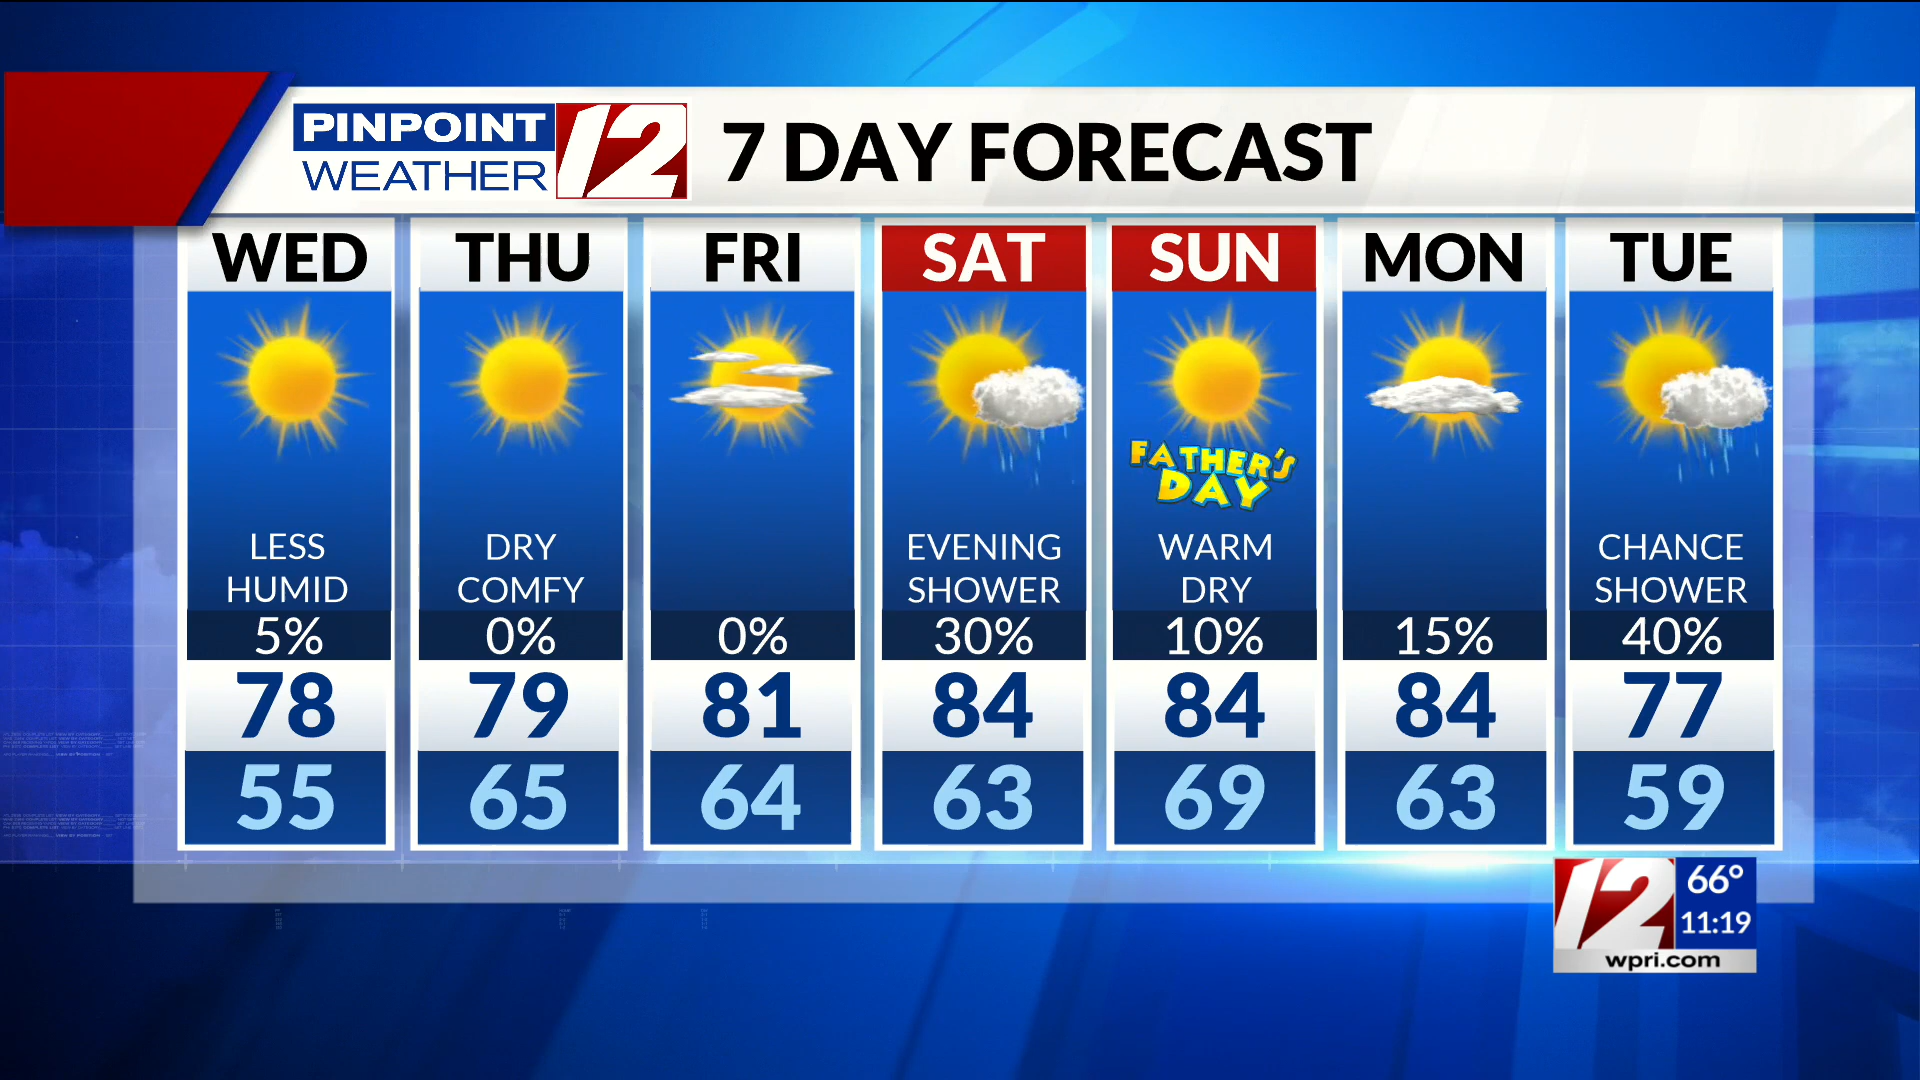 PINPOINT
WEATHER
12
7 DAY FORECAST
WED THU FRI SAT SUN MON TUE
FATHER'S
DAY
LESS DRY EVENING WARM CHANCE
HUMID COMFY SHOWER DRY SHOWER
5% 0% 0% 30% 10% 15% 40%
78 79 81 84 84 84 77
55 65 64 63 69 63 59
12
66°
11:19
wpri.com